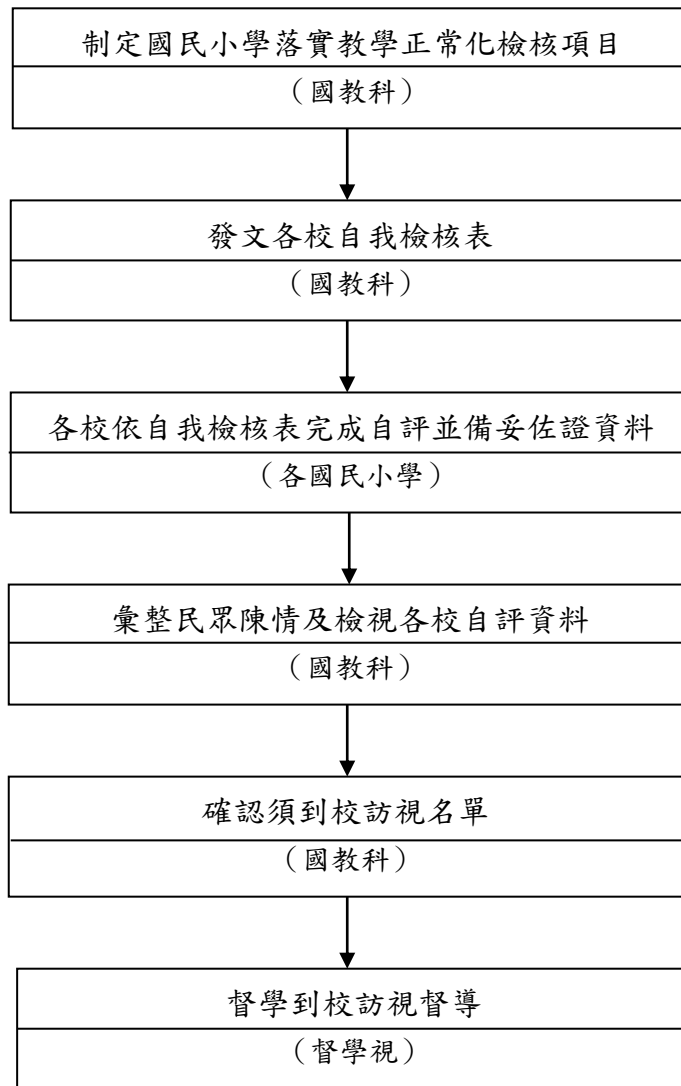 制定國民小學落實教學正常化檢核項目
（國教科）
發文各校自我檢核表
（國教科）
各校依自我檢核表完成自評並備妥佐證資料
（各國民小學）
彙整民眾陳情及檢視各校自評資料
（國教科）
確認須到校訪視名單
（國教科）
督學到校訪視督導
（督學視）